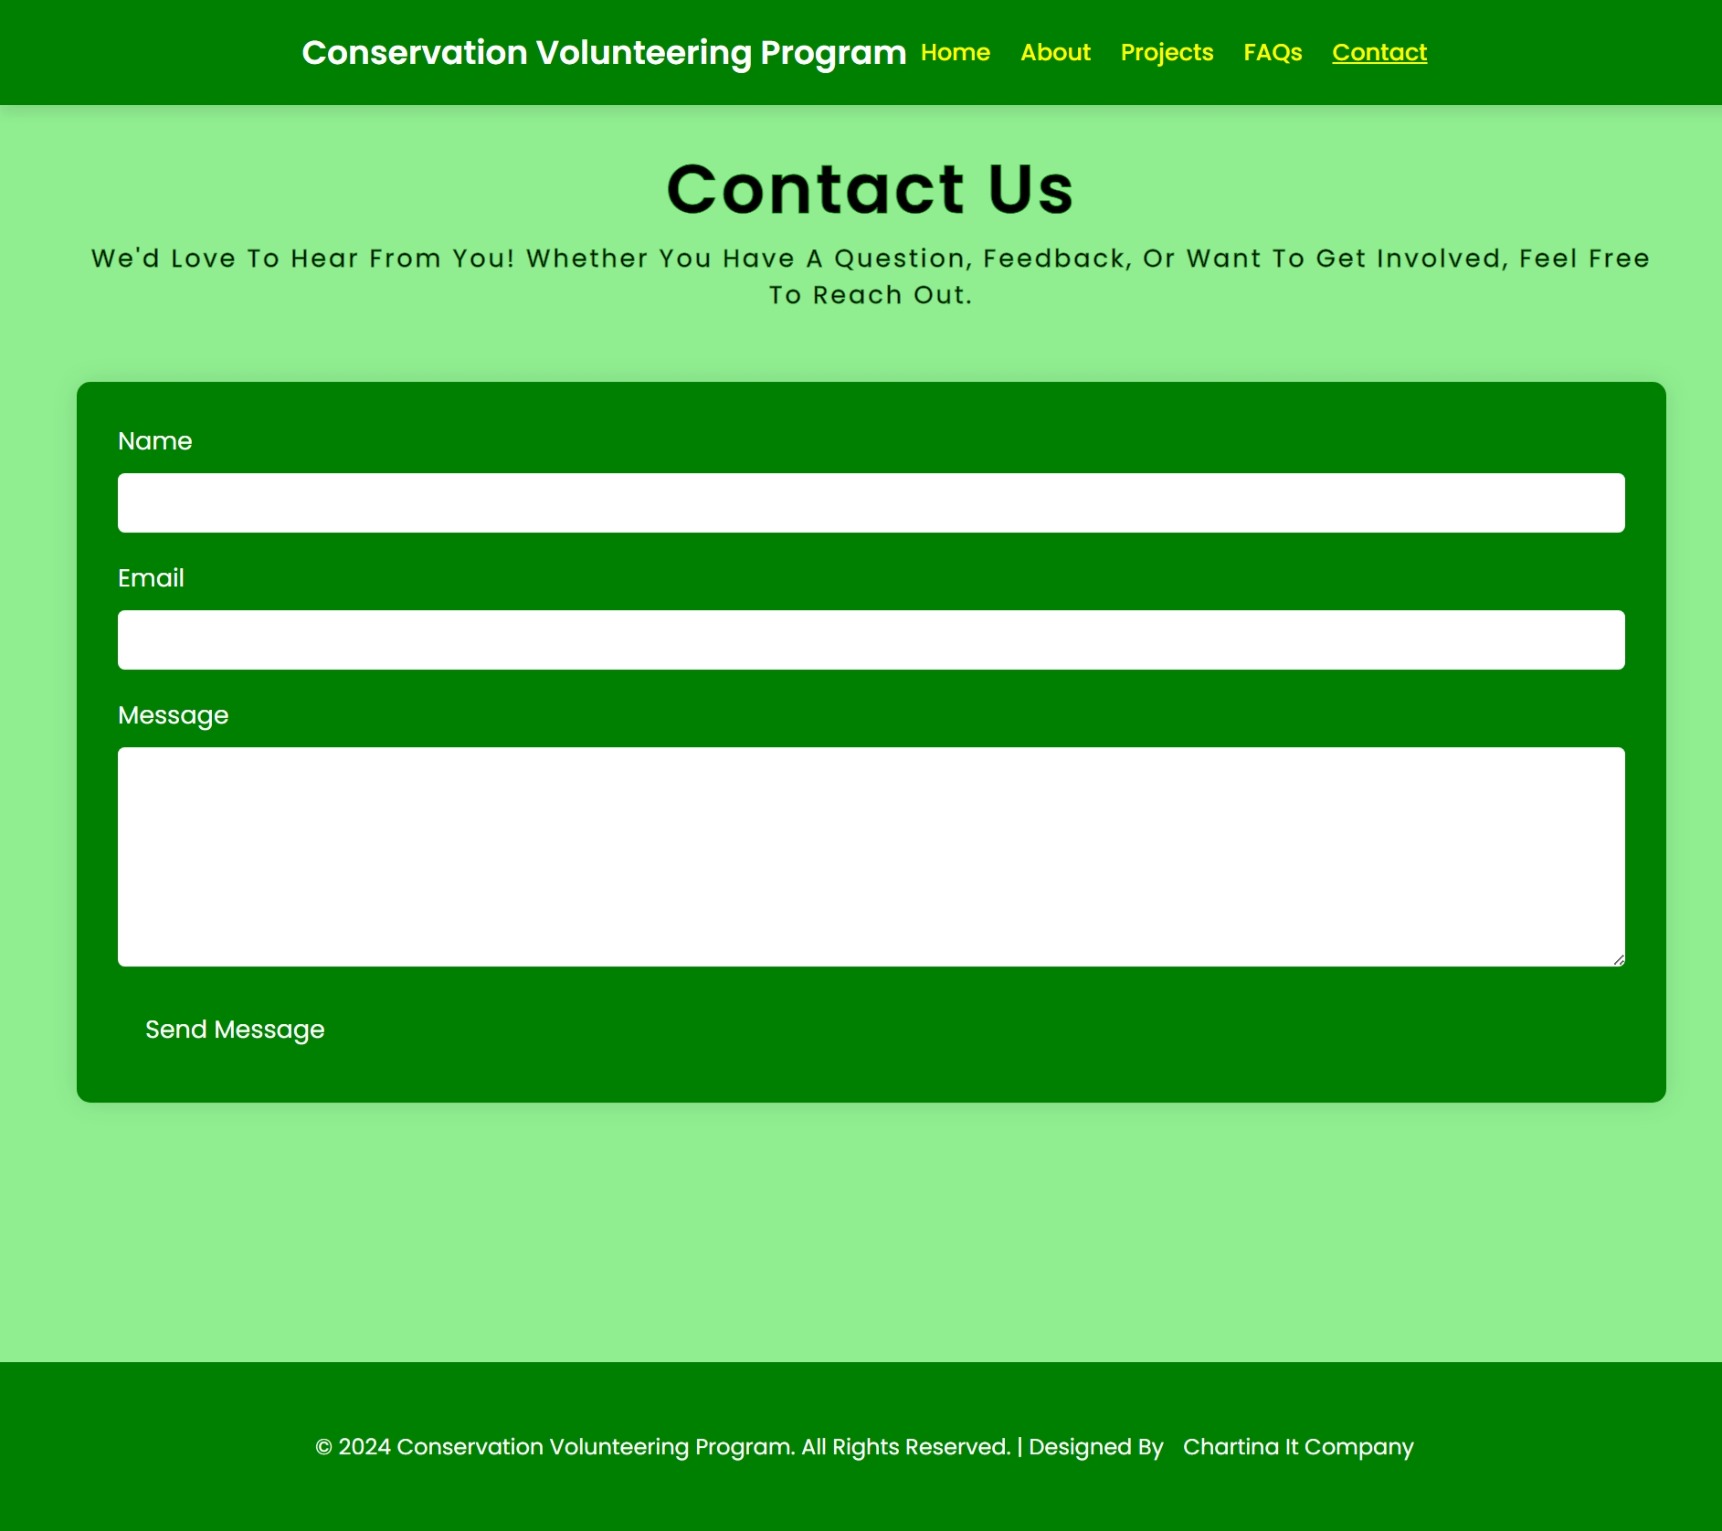 Conservation Volunteering Program Home About Projects FAQs Contact
Contact Us
We'd Love To Hear From You! Whether You Have A Question, Feedback, Or Want To Get Involved, Feel Free
To Reach Out.
Name
Email
Message
Send Message
© 2024 Conservation Volunteering Program. All Rights Reserved. | Designed By Chartina It Company